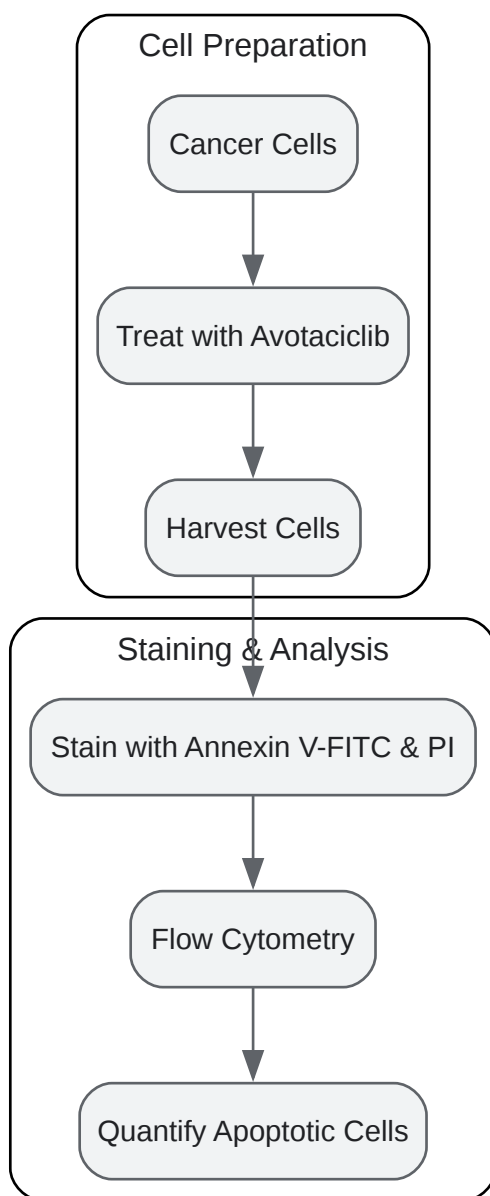 Cell Preparation
Cancer Cells
Treat with Avotaciclib
Harvest Cells
Staining & Analysis
Stain with Annexin V-FITC & PI
Flow Cytometry
Quantify Apoptotic Cells